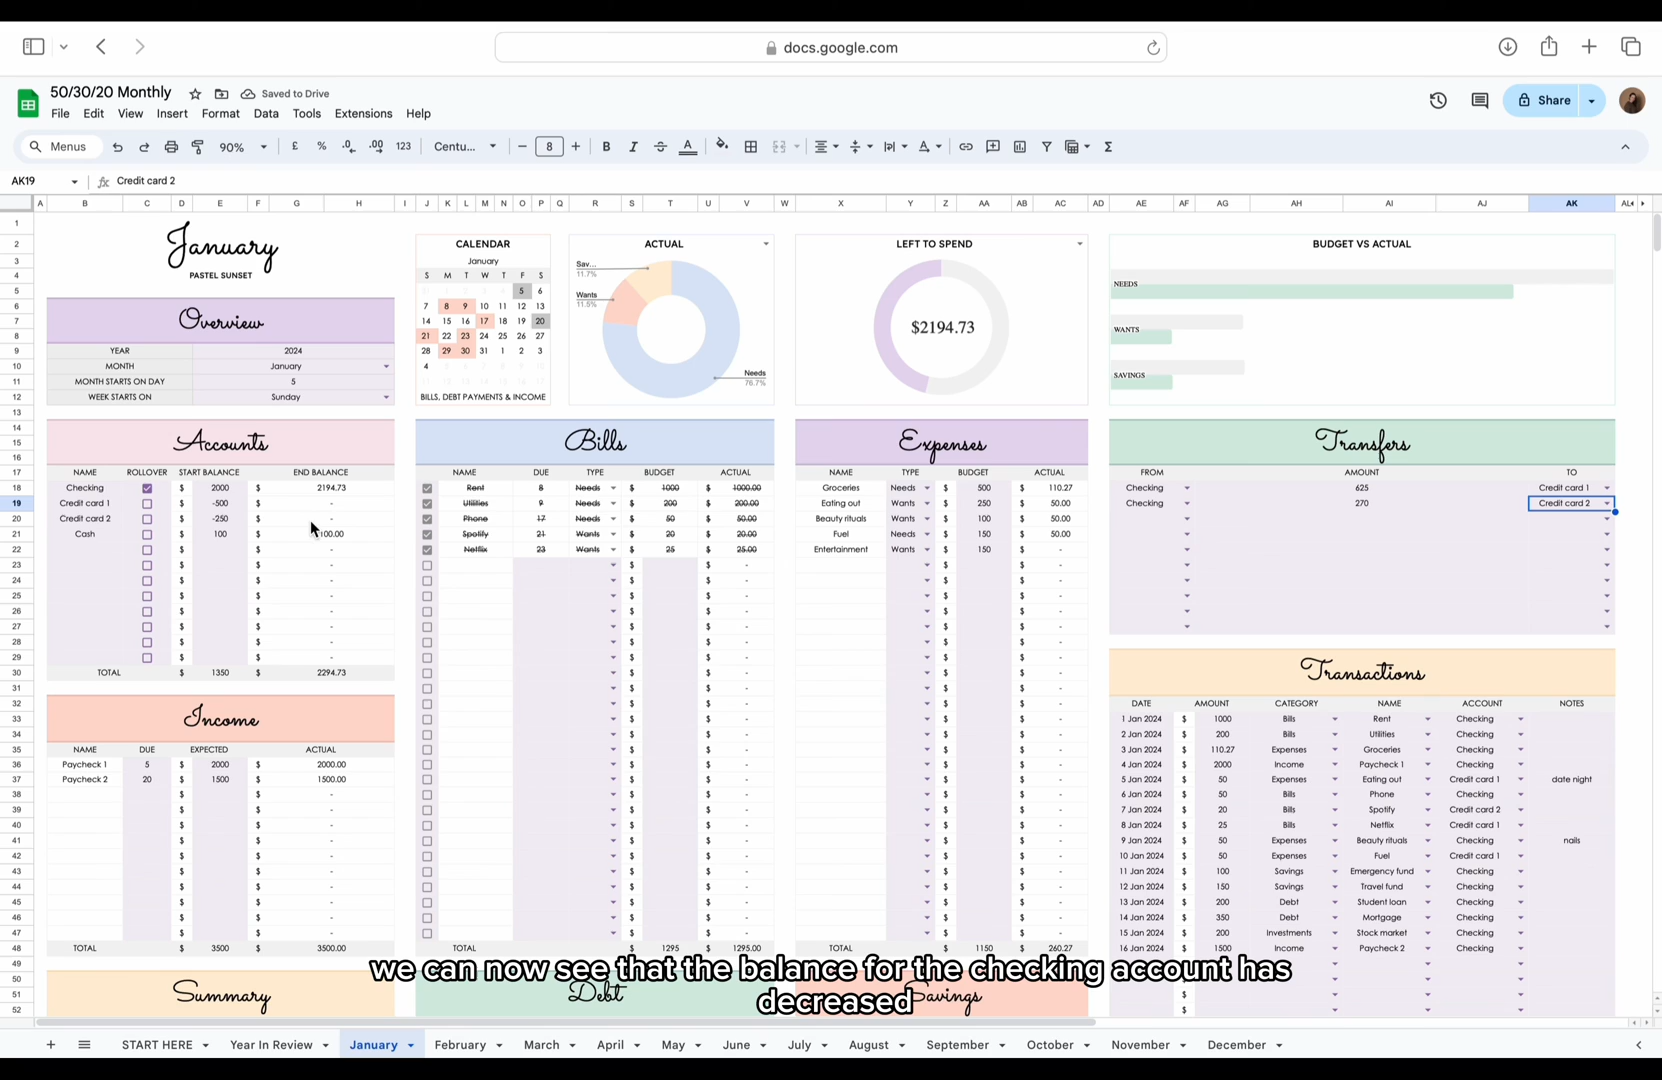 docs.google.com
50/30/20 Monthly
Saved to Drive
File Edit View Insert Format Data Tools Extensions Help
Share
Menus 90% £ % .0 .00 123 Centu... − 8 + B I A Σ
AK19 fx Credit card 2
A B C D E F G H I J K L M N O P Q R S T U V W X Y Z AA AB AC AD AE AF AG AH AI AJ AK AL
January
PASTEL SUNSET
Overview
YEAR 2024
MONTH January
MONTH STARTS ON DAY 5
WEEK STARTS ON Sunday
CALENDAR
January
S M T W T F S
5 6
7 8 9 10 11 12 13
14 15 16 17 18 19 20
21 22 23 24 25 26 27
28 29 30 31 1 2 3
4
BILLS, DEBT PAYMENTS & INCOME
ACTUAL
Sav...
11.7%
Wants
11.5%
Needs
76.7%
LEFT TO SPEND
$2194.73
BUDGET VS ACTUAL
NEEDS
WANTS
SAVINGS
Accounts
NAME ROLLOVER START BALANCE END BALANCE
Checking $ 2000 $ 2194.73
Credit card 1 $ -500 $ -
Credit card 2 $ -250 $ -
Cash $ 100 $ 100.00
$ $ -
$ $ -
$ $ -
$ $ -
$ $ -
$ $ -
$ $ -
$ $ -
TOTAL $ 1350 $ 2294.73
Income
NAME DUE EXPECTED ACTUAL
Paycheck 1 5 $ 2000 $ 2000.00
Paycheck 2 20 $ 1500 $ 1500.00
$ $ -
$ $ -
$ $ -
$ $ -
$ $ -
$ $ -
$ $ -
$ $ -
$ $ -
$ $ -
TOTAL $ 3500 $ 3500.00
Summary
Bills
NAME DUE TYPE BUDGET ACTUAL
Rent 8 Needs $ 1000 $ 1000.00
Utilities 9 Needs $ 200 $ 200.00
Phone 17 Needs $ 50 $ 50.00
Spotify 21 Wants $ 20 $ 20.00
Netflix 23 Wants $ 25 $ 25.00
TOTAL $ 1295 $ 1295.00
Debt
Expenses
NAME TYPE BUDGET ACTUAL
Groceries Needs $ 500 $ 110.27
Eating out Wants $ 250 $ 50.00
Beauty rituals Wants $ 100 $ 50.00
Fuel Needs $ 150 $ 50.00
Entertainment Wants $ 150 $ -
TOTAL $ 1150 $ 260.27
Savings
Transfers
FROM AMOUNT TO
Checking 625 Credit card 1
Checking 270 Credit card 2
Transactions
DATE AMOUNT CATEGORY NAME ACCOUNT NOTES
1 Jan 2024 $ 1000 Bills Rent Checking
2 Jan 2024 $ 200 Bills Utilities Checking
3 Jan 2024 $ 110.27 Expenses Groceries Checking
4 Jan 2024 $ 2000 Income Paycheck 1 Checking
5 Jan 2024 $ 50 Expenses Eating out Credit card 1 date night
6 Jan 2024 $ 50 Bills Phone Checking
7 Jan 2024 $ 20 Bills Spotify Credit card 2
8 Jan 2024 $ 25 Bills Netflix Credit card 1
9 Jan 2024 $ 50 Expenses Beauty rituals Checking nails
10 Jan 2024 $ 50 Expenses Fuel Credit card 1
11 Jan 2024 $ 100 Savings Emergency fund Checking
12 Jan 2024 $ 150 Savings Travel fund Checking
13 Jan 2024 $ 200 Debt Student loan Checking
14 Jan 2024 $ 350 Debt Mortgage Checking
15 Jan 2024 $ 200 Investments Stock market Checking
16 Jan 2024 $ 1500 Income Paycheck 2 Checking
we can now see that the balance for the checking account has
decreased
START HERE Year In Review January February March April May June July August September October November December